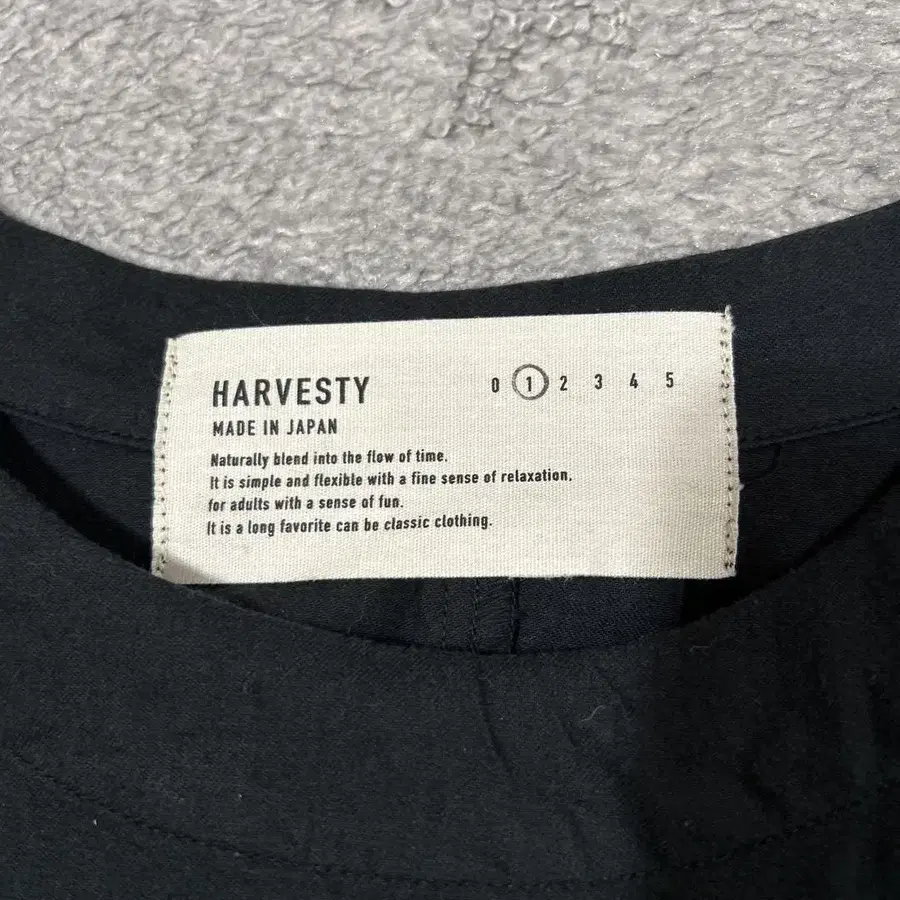 HARVESTY 0 1 2 3 4 5
MADE IN JAPAN
Naturally blend into the flow of time.
It is simple and flexible with a fine sense of relaxation.
for adults with a sense of fun.
It is a long favorite can be classic clothing.